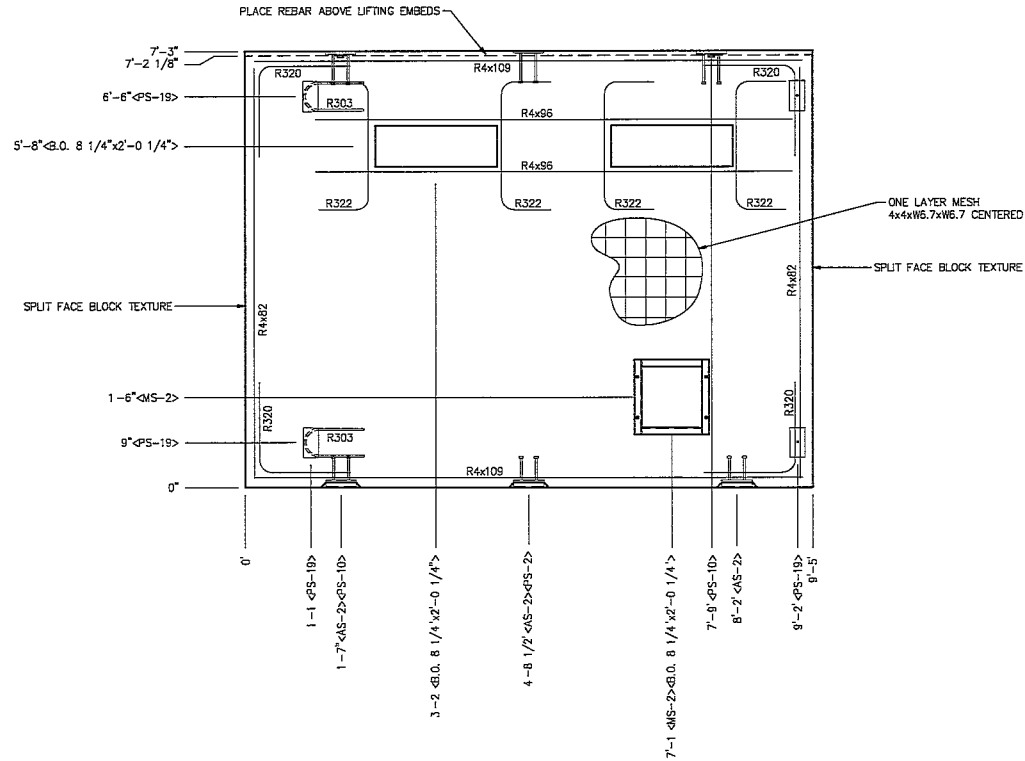 PLACE REBAR ABOVE LIFTING EMBEDS
7'-3"
7'-2 1/8"
R320
R4x109
R320
6'-6"<PS-19>
R303
R4x96
5'-8"<B.O. 8 1/4"x2'-0 1/4">
R4x96
R322
R322
R322
R322
ONE LAYER MESH
4x4xW6.7xW6.7 CENTERED
SPLIT FACE BLOCK TEXTURE
R4x82
SPLIT FACE BLOCK TEXTURE
R4x82
1-6"<MS-2>
R320
R320
9"<PS-19>
R303
R4x109
0"
0'
1-1 <PS-19>
1-7"<AS-2><PS-10>
3-2 <B.O. 8 1/4'x2'-0 1/4">
4-8 1/2'<AS-2><PS-2>
7'-1 <MS-2><B.O. 8 1/4'x2'-0 1/4'>
7'-9'<PS-10>
8'-2'<AS-2>
9'-2'<PS-19>
9'-5'